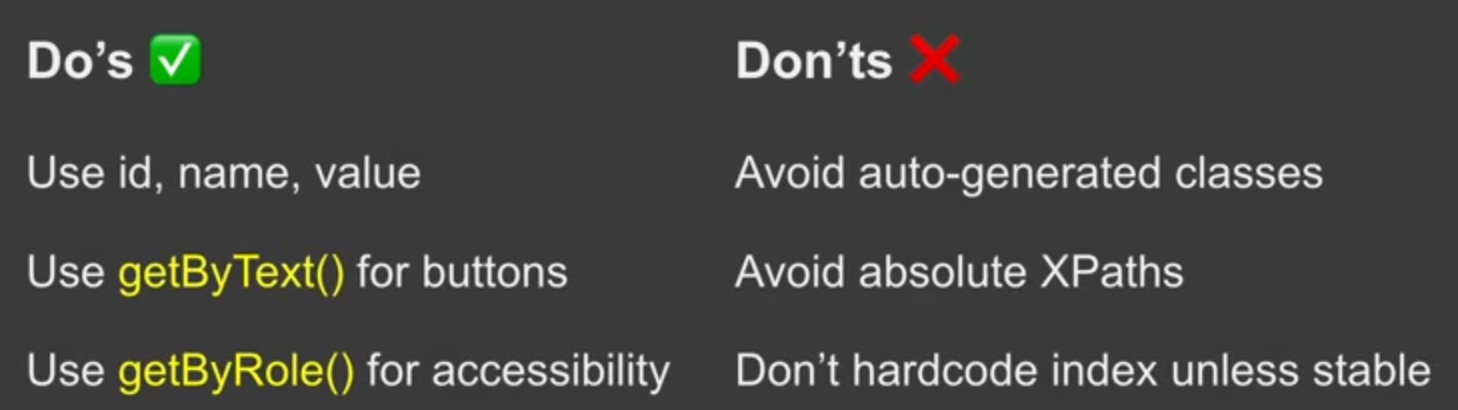 Do’s ✅
Don’ts ❌
Use id, name, value
Avoid auto-generated classes
Use getByText() for buttons
Avoid absolute XPaths
Use getByRole() for accessibility
Don’t hardcode index unless stable